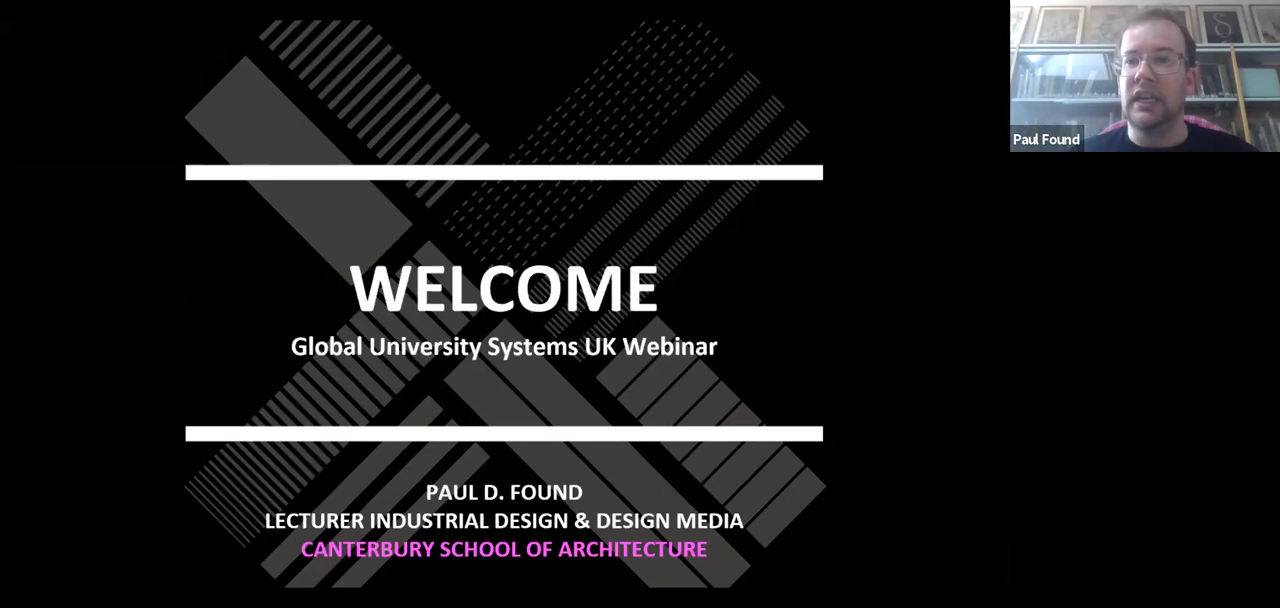 WELCOME
Global University Systems UK Webinar
PAUL D. FOUND
LECTURER INDUSTRIAL DESIGN & DESIGN MEDIA
CANTERBURY SCHOOL OF ARCHITECTURE
Paul Found